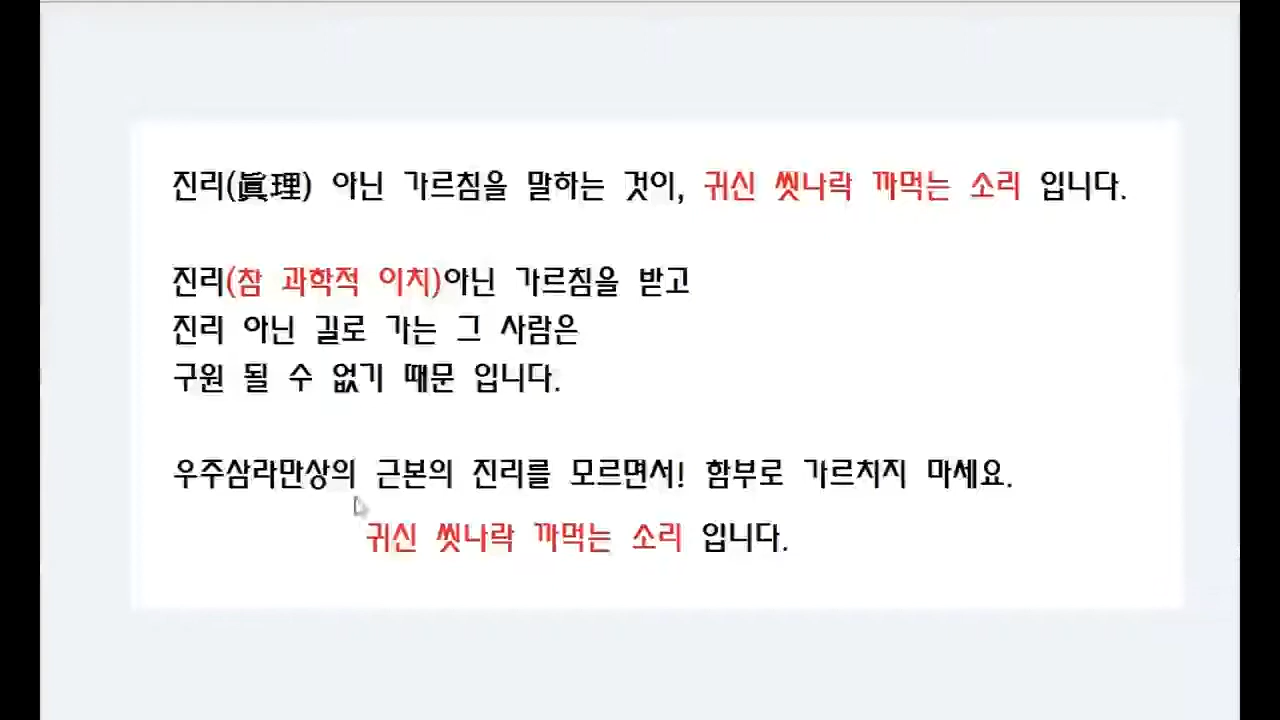 진리(眞理) 아닌 가르침을 말하는 것이, 귀신 씻나락 까먹는 소리 입니다.
진리(참 과학적 이치)아닌 가르침을 받고
진리 아닌 길로 가는 그 사람은
구원 될 수 없기 때문 입니다.
우주삼라만상의 근본의 진리를 모르면서! 함부로 가르치지 마세요.
귀신 씻나락 까먹는 소리 입니다.